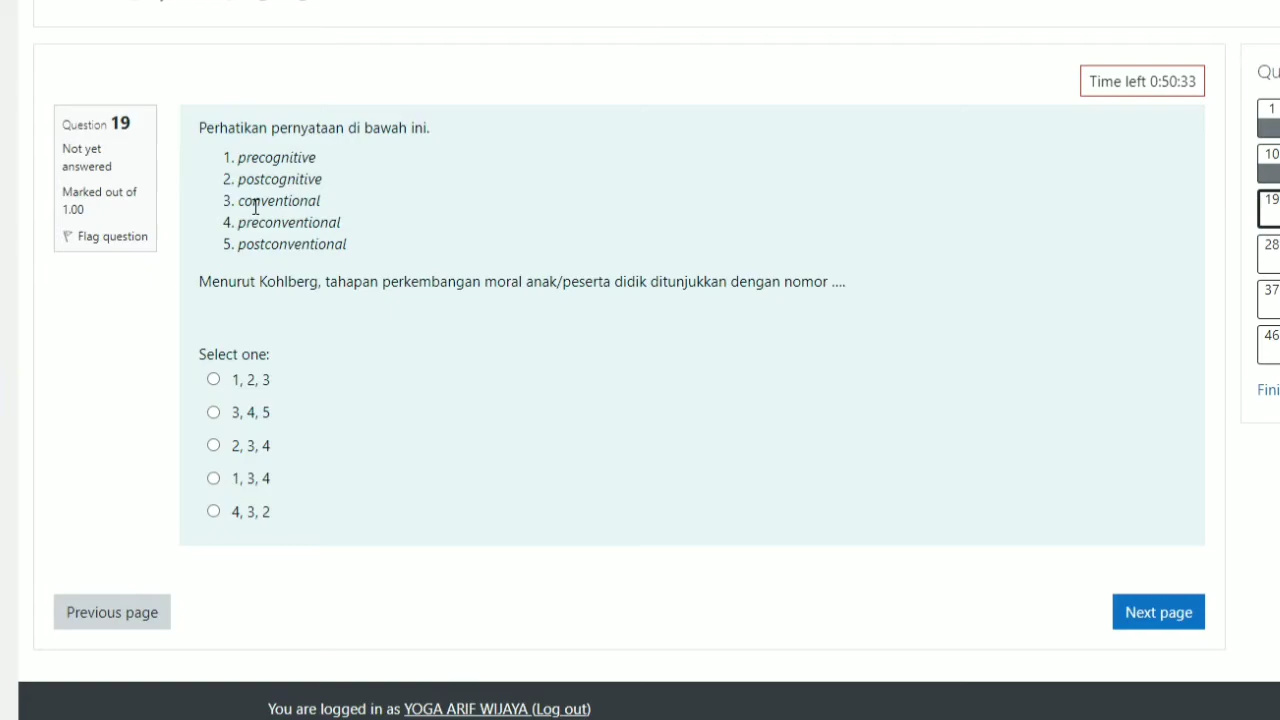 Time left 0:50:33
Question 19
Not yet
answered
Marked out of
1.00
Flag question
Perhatikan pernyataan di bawah ini.
1. precognitive
2. postcognitive
3. conventional
4. preconventional
5. postconventional
Menurut Kohlberg, tahapan perkembangan moral anak/peserta didik ditunjukkan dengan nomor ....
Select one:
1, 2, 3
3, 4, 5
2, 3, 4
1, 3, 4
4, 3, 2
Previous page
Next page
Qu
1
10
19
28
37
46
Fini
You are logged in as YOGA ARIF WIJAYA (Log out)